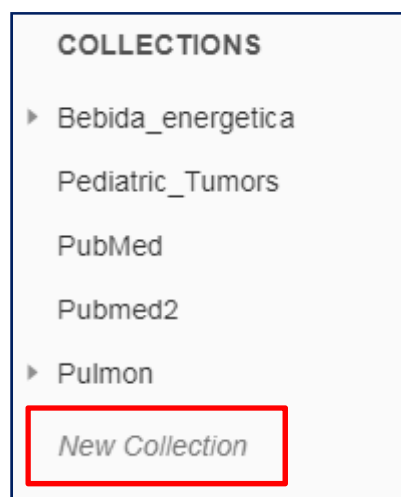 COLLECTIONS
Bebida_energetica
Pediatric_Tumors
PubMed
Pubmed2
Pulmon
New Collection